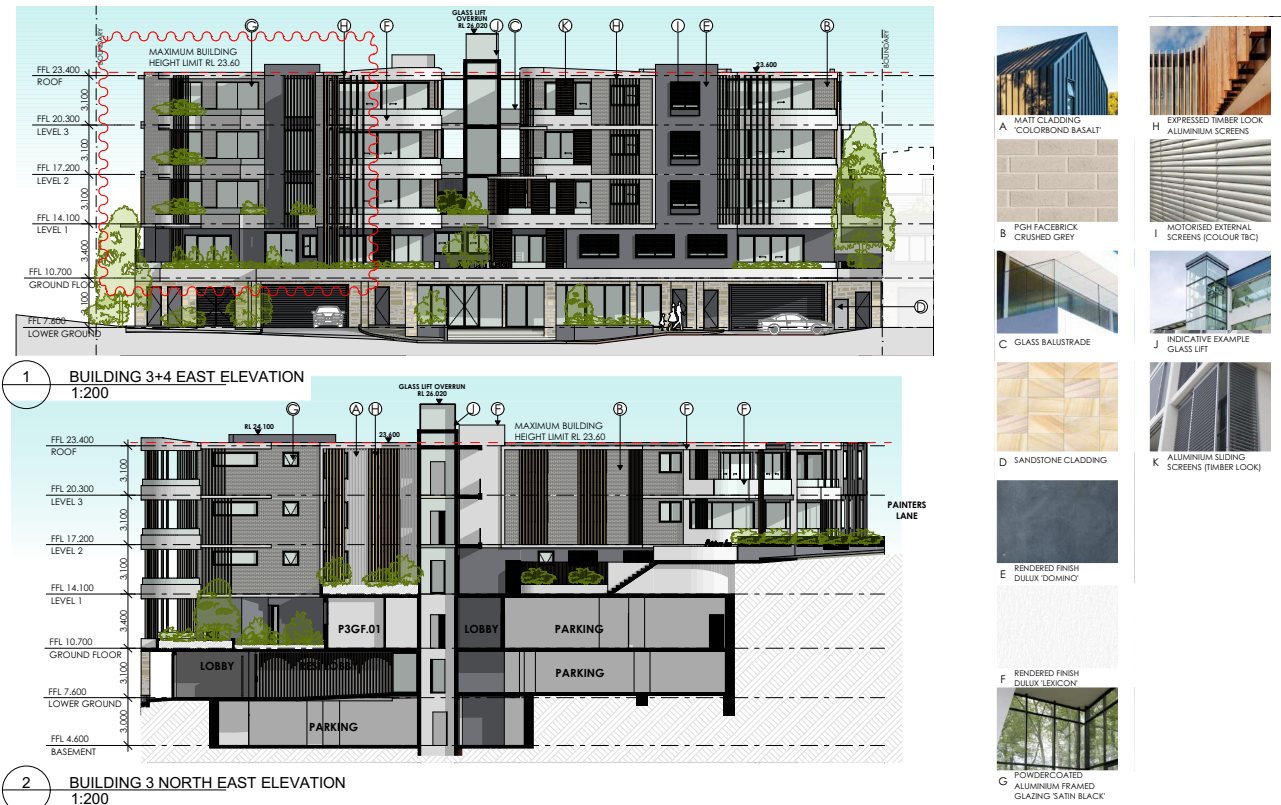 GLASS LIFT
OVERRUN
RL 26.020
G
H
F
J
C
K
H
I
E
B
BOUNDARY
BOUNDARY
MAXIMUM BUILDING
HEIGHT LIMIT RL 23.60
23.600
FFL 23.400
ROOF
3.100
FFL 20.300
LEVEL 3
3.100
FFL 17.200
LEVEL 2
3.100
FFL 14.100
LEVEL 1
3.400
FFL 10.700
GROUND FLOOR
3.100
FFL 7.600
LOWER GROUND
D
1
BUILDING 3+4 EAST ELEVATION
1:200
GLASS LIFT OVERRUN
RL 26.020
G
A
H
J
F
B
F
F
RL 24.100
23.600
MAXIMUM BUILDING
HEIGHT LIMIT RL 23.60
FFL 23.400
ROOF
3.100
FFL 20.300
LEVEL 3
3.100
FFL 17.200
LEVEL 2
3.100
FFL 14.100
LEVEL 1
3.400
FFL 10.700
GROUND FLOOR
3.100
FFL 7.600
LOWER GROUND
3.000
FFL 4.600
BASEMENT
PAINTERS
LANE
P3GF.01
LOBBY
PARKING
LOBBY
PARKING
PARKING
2
BUILDING 3 NORTH EAST ELEVATION
1:200
A
MATT CLADDING
'COLORBOND BASALT'
B
PGH FACEBRICK
CRUSHED GREY
C GLASS BALUSTRADE
D SANDSTONE CLADDING
E
RENDERED FINISH
DULUX 'DOMINO'
F
RENDERED FINISH
DULUX 'LEXICON'
G
POWDERCOATED
ALUMINIUM FRAMED
GLAZING 'SATIN BLACK'
H
EXPRESSED TIMBER LOOK
ALUMINIUM SCREENS
I
MOTORISED EXTERNAL
SCREENS (COLOUR TBC)
J
INDICATIVE EXAMPLE
GLASS LIFT
K
ALUMINIUM SLIDING
SCREENS (TIMBER LOOK)